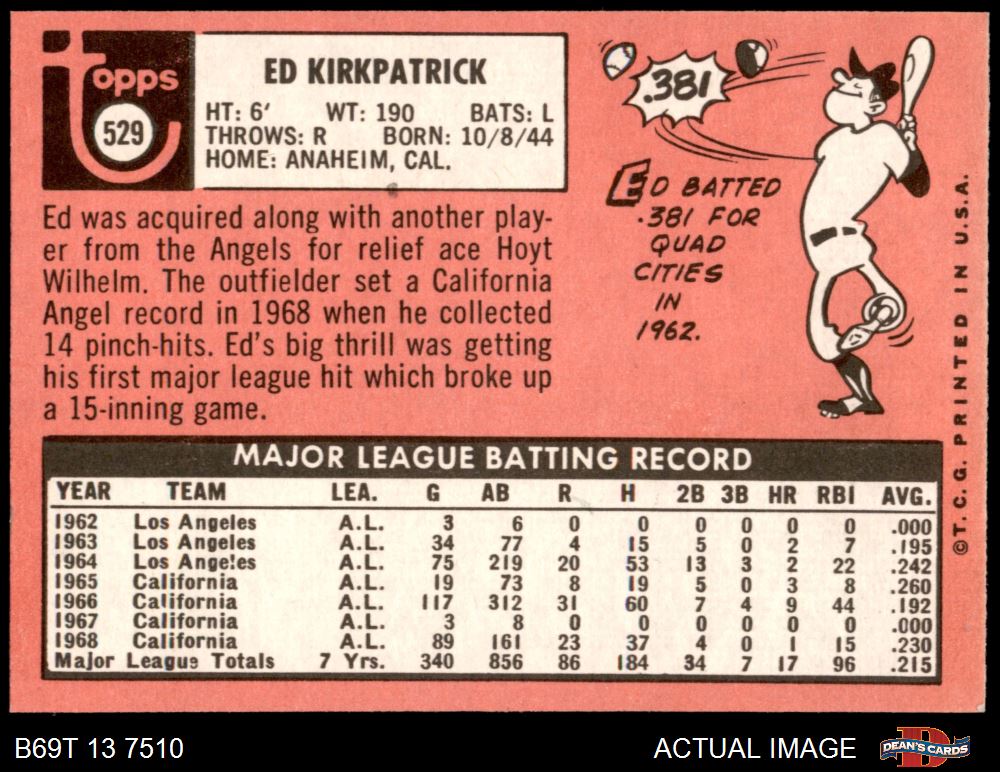 Topps
529
ED KIRKPATRICK
HT: 6' WT: 190 BATS: L
THROWS: R BORN: 10/8/44
HOME: ANAHEIM, CAL.
Ed was acquired along with another play-
er from the Angels for relief ace Hoyt
Wilhelm. The outfielder set a California
Angel record in 1968 when he collected
14 pinch-hits. Ed's big thrill was getting
his first major league hit which broke up
a 15-inning game.
.381
ED BATTED
.381 FOR
QUAD
CITIES
IN
1962.
©T.C.G. PRINTED IN U.S.A.
MAJOR LEAGUE BATTING RECORD
YEAR TEAM LEA. G AB R H 2B 3B HR RBI AVG.
1962 Los Angeles A.L. 3 6 0 0 0 0 0 0 .000
1963 Los Angeles A.L. 34 77 4 15 5 0 2 7 .195
1964 Los Angeles A.L. 75 219 20 53 13 3 2 22 .242
1965 California A.L. 19 73 8 19 5 0 3 8 .260
1966 California A.L. 117 312 31 60 7 4 9 44 .192
1967 California A.L. 3 8 0 0 0 0 0 0 .000
1968 California A.L. 89 161 23 37 4 0 1 15 .230
Major League Totals 7 Yrs. 340 856 86 184 34 7 17 96 .215
B69T 13 7510
ACTUAL IMAGE
DEAN'S CARDS